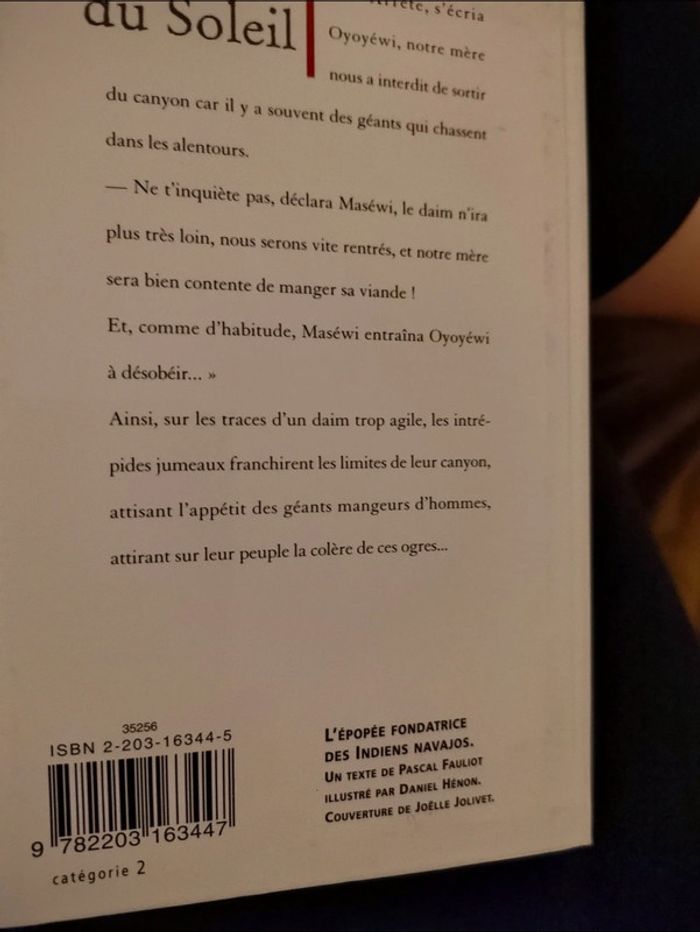 du Soleil
s'écria
Oyoyéwi, notre mère
nous a interdit de sortir
du canyon car il y a souvent des géants qui chassent
dans les alentours.
— Ne t'inquiète pas, déclara Maséwi, le daim n'ira
plus très loin, nous serons vite rentrés, et notre mère
sera bien contente de manger sa viande !
Et, comme d'habitude, Maséwi entraîna Oyoyéwi
à désobéir... »
Ainsi, sur les traces d'un daim trop agile, les intré-
pides jumeaux franchirent les limites de leur canyon,
attisant l'appétit des géants mangeurs d'hommes,
attirant sur leur peuple la colère de ces ogres...
35256
ISBN 2-203-16344-5
9 782203 163447
catégorie 2
L'ÉPOPÉE FONDATRICE
DES INDIENS NAVAJOS.
UN TEXTE DE PASCAL FAULIOT
ILLUSTRÉ PAR DANIEL HÉNON.
COUVERTURE DE JOËLLE JOLIVET.